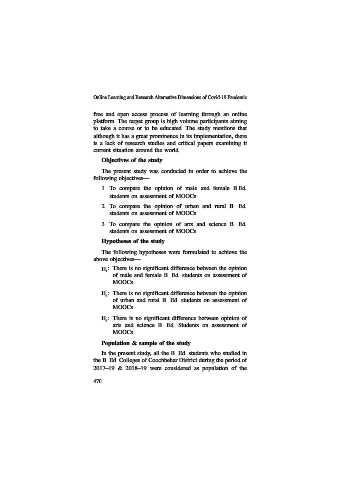 Online Learning and Research Alternative Dimensions of Covid-19 Pandemic
free and open access process of learning through an online
platform. The target group is high volume participants aiming
to take a course or to be educated. The study mentions that
although it has a great prominence in its implementation, there
is a lack of research studies and critical papers examining it
current situation around the world.
Objectives of the study
The present study was conducted in order to achieve the
following objectives—
1. To compare the opinion of male and female B.Ed.
students on assessment of MOOCs
2. To compare the opinion of urban and rural B. Ed.
students on assessment of MOOCs
3. To compare the opinion of arts and science B. Ed.
students on assessment of MOOCs.
Hypotheses of the study
The following hypotheses were formulated to achieve the
above objectives—
H₁: There is no significant difference between the opinion
of male and female B. Ed. students on assessment of
MOOCs.
H₂: There is no significant difference between the opinion
of urban and rural B. Ed. students on assessment of
MOOCs.
H₃: There is no significant difference between opinion of
arts and science B. Ed. Students on assessment of
MOOCs.
Population & sample of the study
In the present study, all the B. Ed. students who studied in
the B. Ed. Colleges of Coochbehar District during the period of
2017–19 & 2018–19 were considered as population of the
470